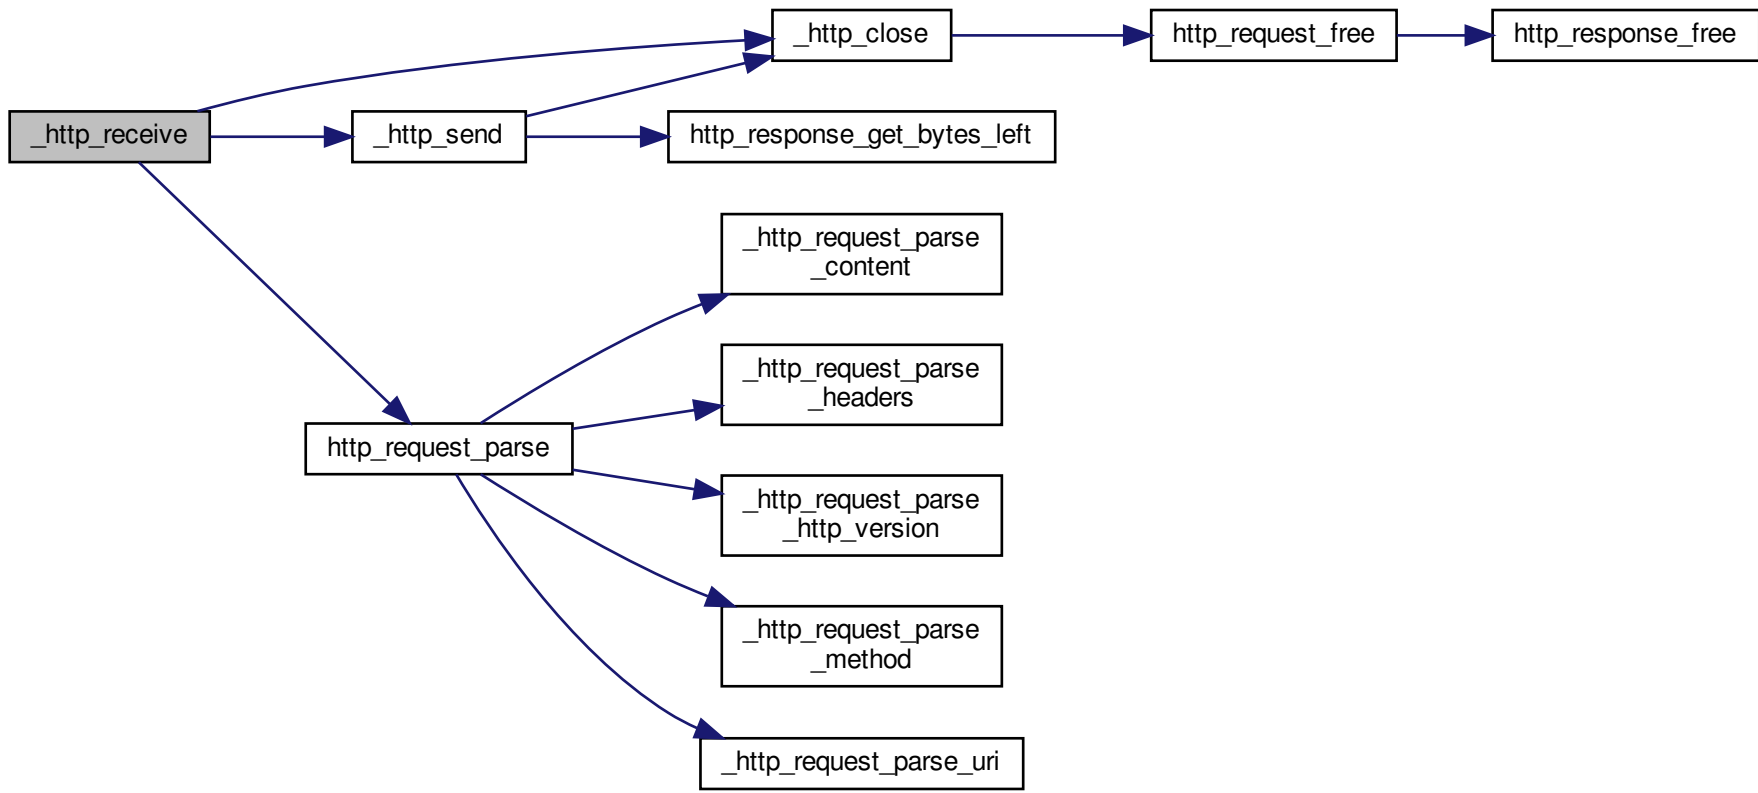 _http_close
http_request_free
http_response_free
_http_receive
_http_send
http_response_get_bytes_left
_http_request_parse
_content
_http_request_parse
_headers
http_request_parse
_http_request_parse
_http_version
_http_request_parse
_method
_http_request_parse_uri